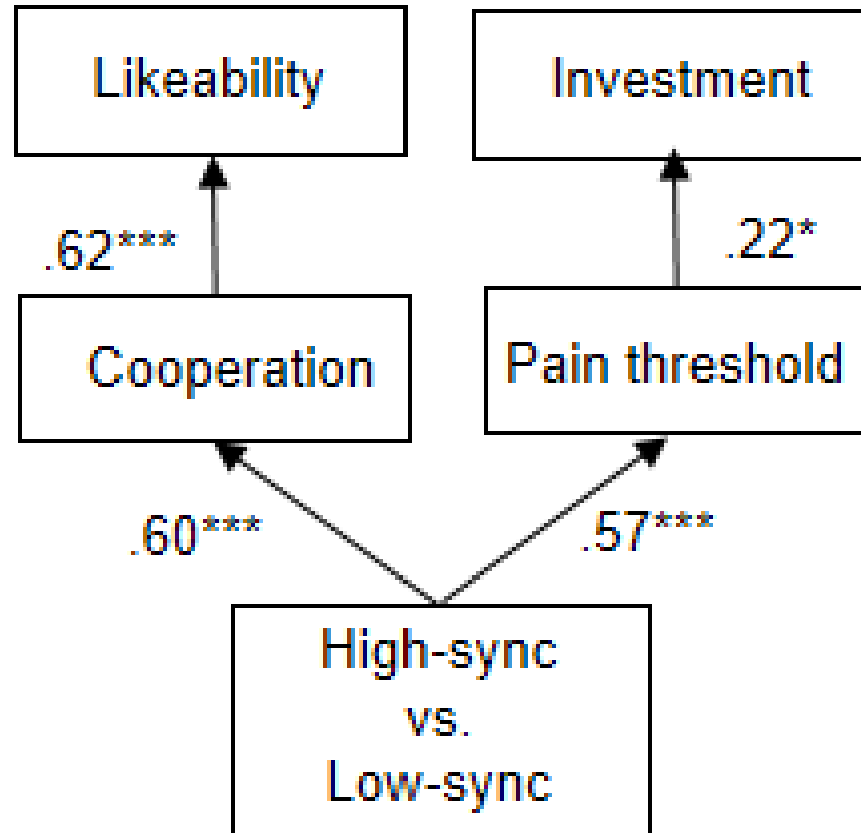 Likeability
Investment
.62***
.22*
Cooperation
Pain threshold
.60***
.57***
High-sync
vs.
Low-sync